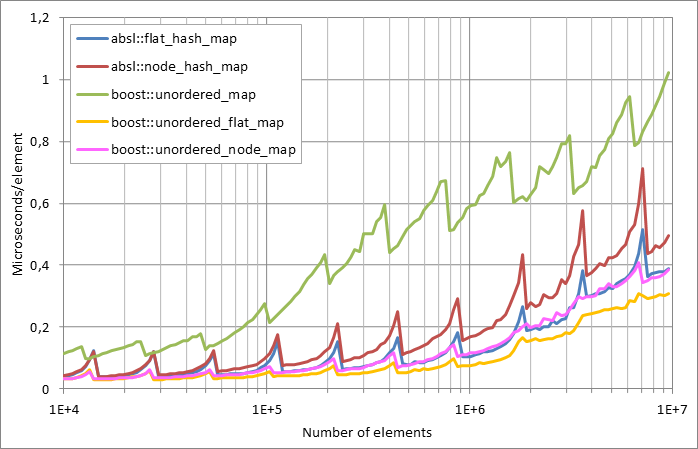 1,2
1
0,8
0,6
0,4
0,2
0
Microseconds/element
absl::flat_hash_map
absl::node_hash_map
boost::unordered_map
boost::unordered_flat_map
boost::unordered_node_map
1E+4
1E+5
1E+6
1E+7
Number of elements